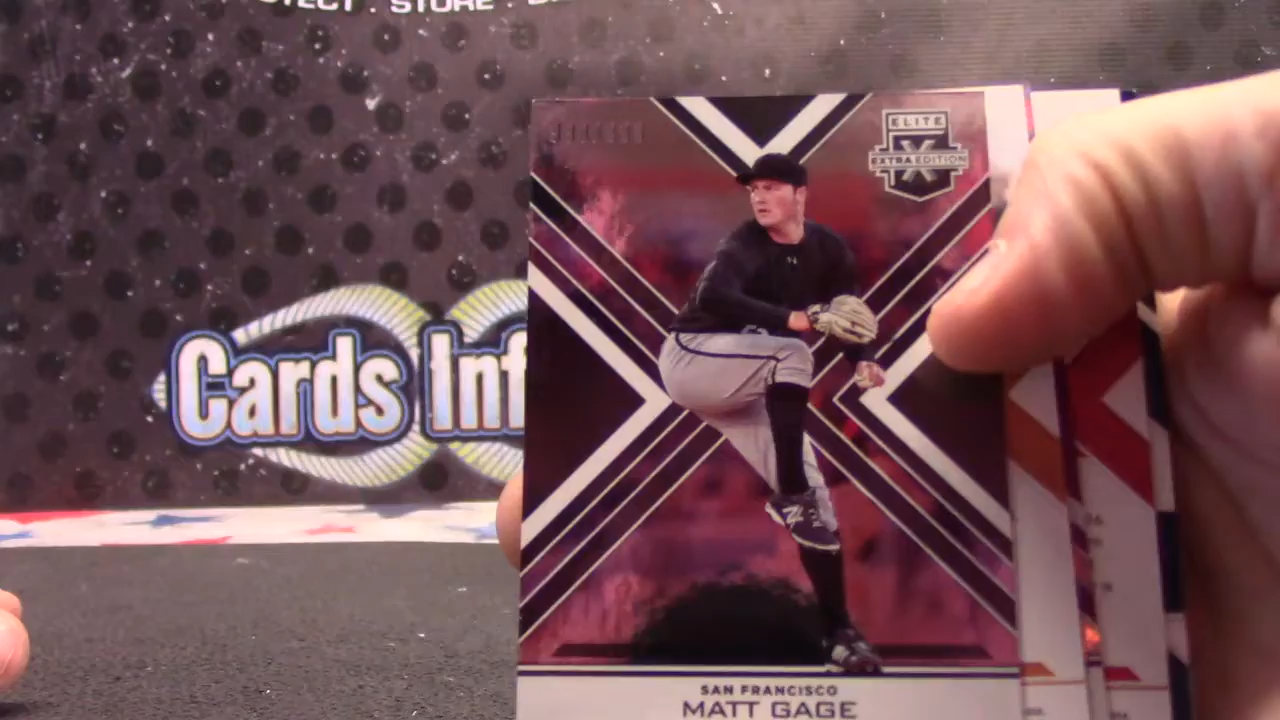 STORE
Cards Inf
ELITE
X
EXTRA EDITION
SAN FRANCISCO
MATT GAGE